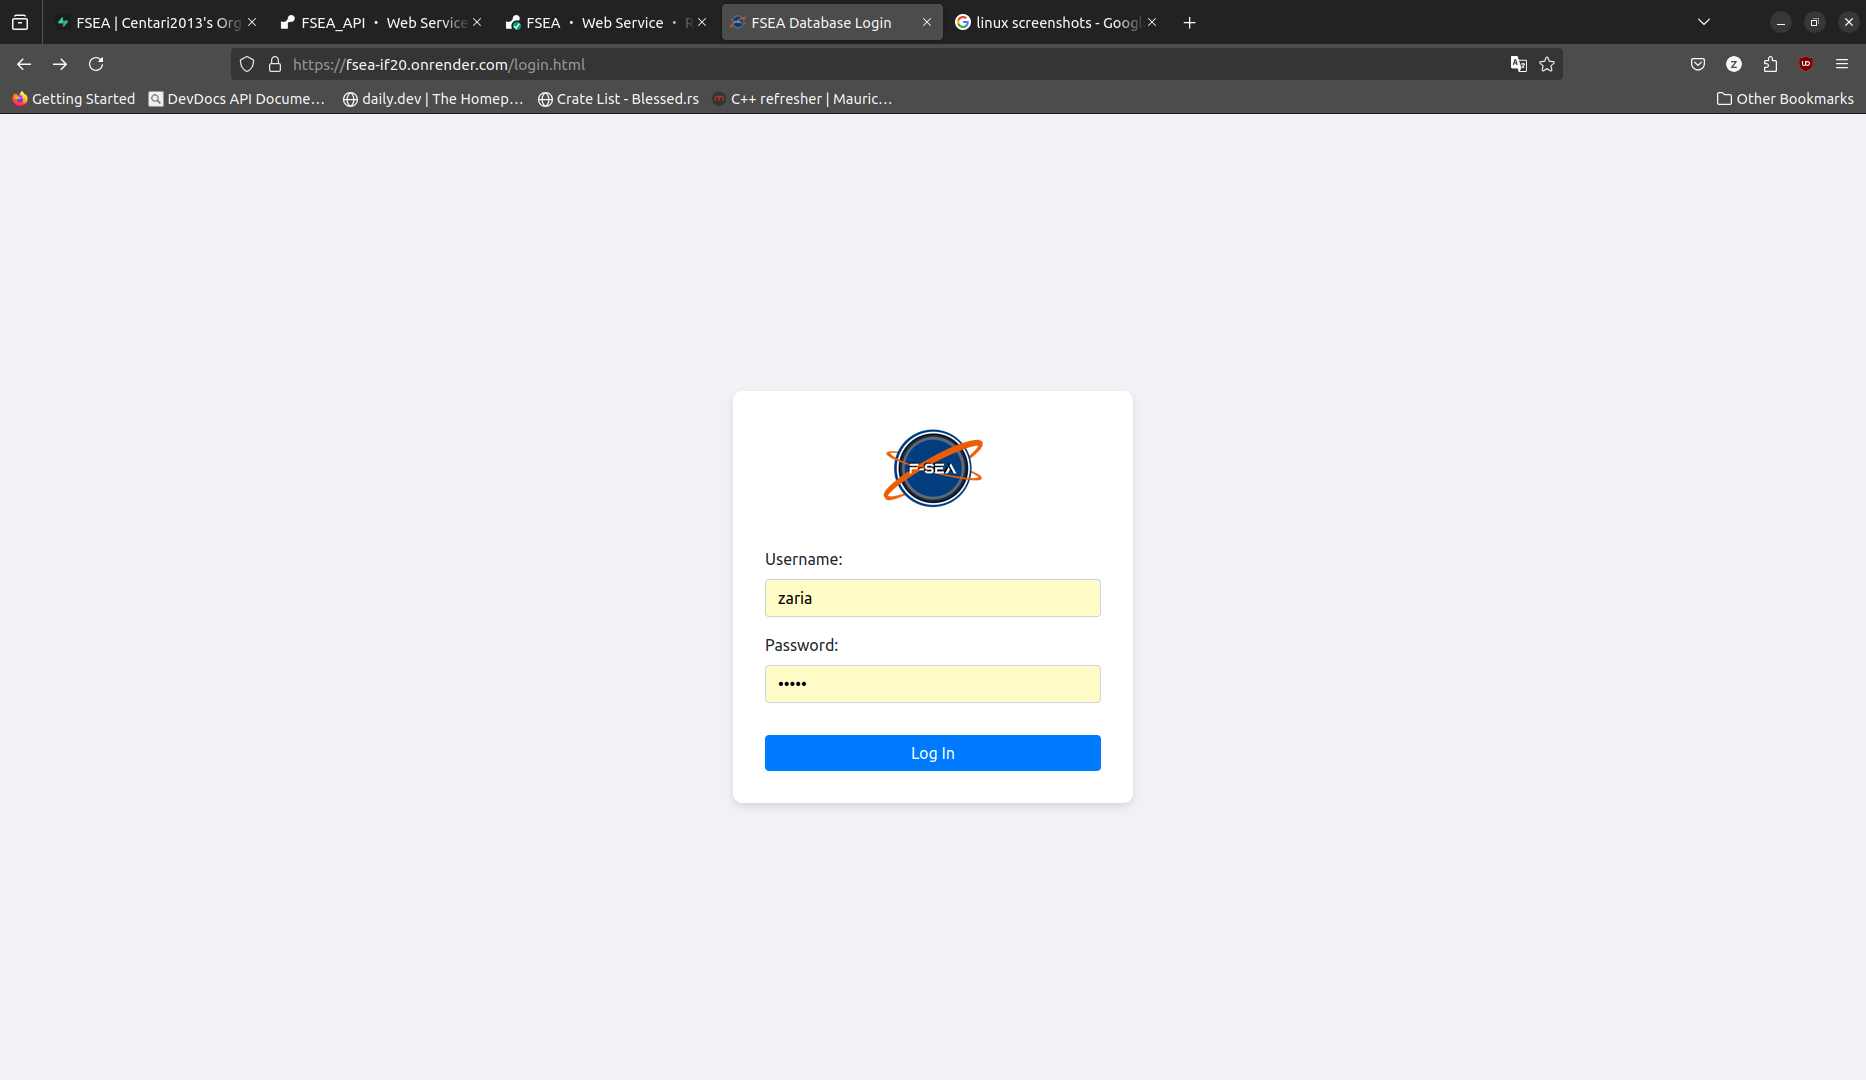 FSEA | Centari2013's Org
FSEA_API • Web Service
FSEA • Web Service • R
FSEA Database Login
linux screenshots - Googl
https://fsea-if20.onrender.com/login.html
Z
Getting Started
DevDocs API Docume…
daily.dev | The Homep…
Crate List - Blessed.rs
C++ refresher | Mauric…
Other Bookmarks
F-SEA
Username:
zaria
Password:
•••••
Log In